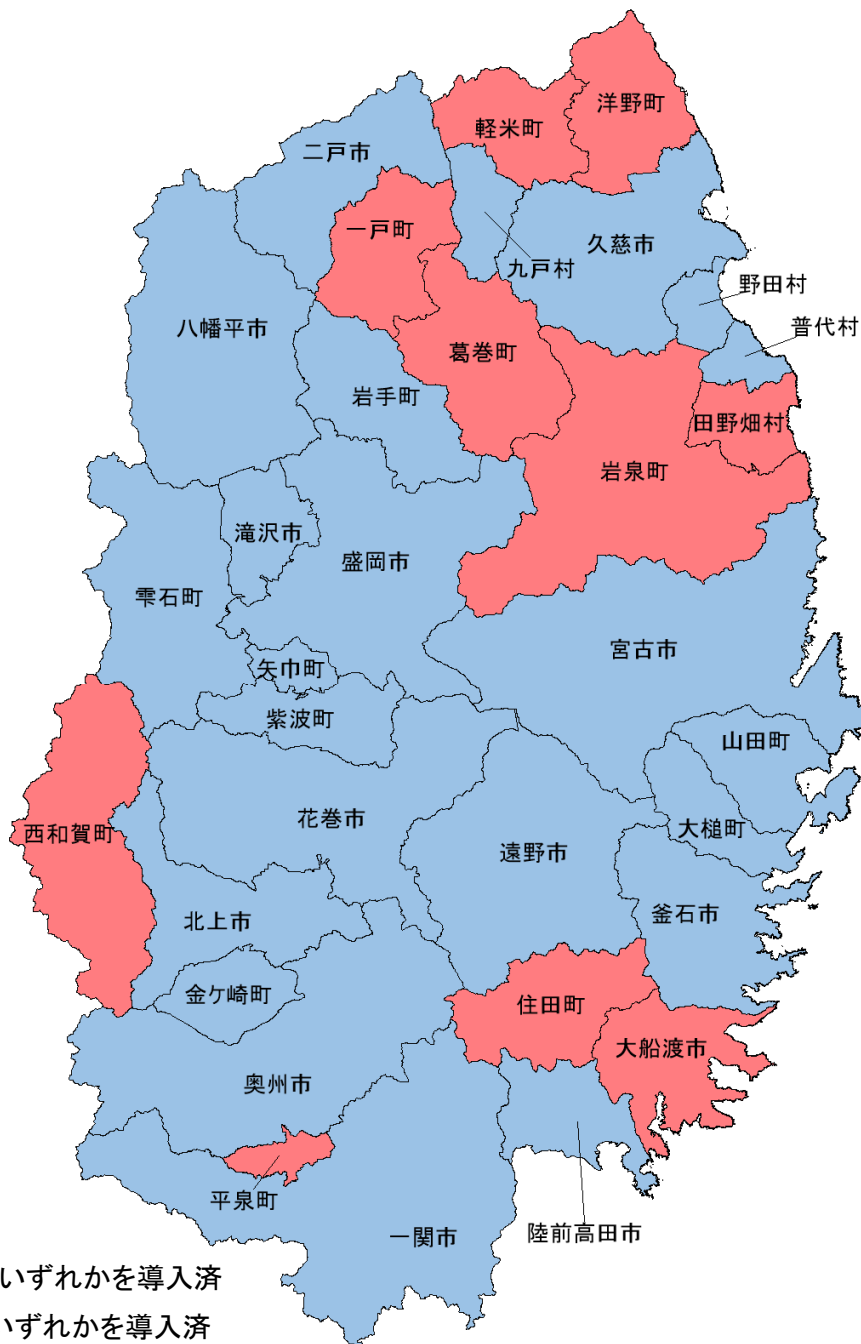 洋野町
軽米町
二戸市
一戸町
久慈市
九戸村
野田村
普代村
八幡平市
葛巻町
岩手町
田野畑村
岩泉町
滝沢市
盛岡市
雫石町
宮古市
矢巾町
紫波町
山田町
花巻市
大槌町
西和賀町
遠野市
釜石市
北上市
金ケ崎町
住田町
大船渡市
奥州市
平泉町
陸前高田市
一関市
いずれかを導入済
いずれかを導入済